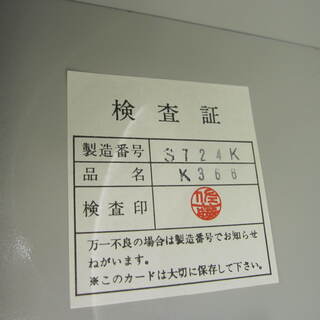 検査証
製造番号 S724K
品名 K368
検査印
万一不良の場合は製造番号でお知らせ
ねがいます。
※このカードは大切に保存して下さい。